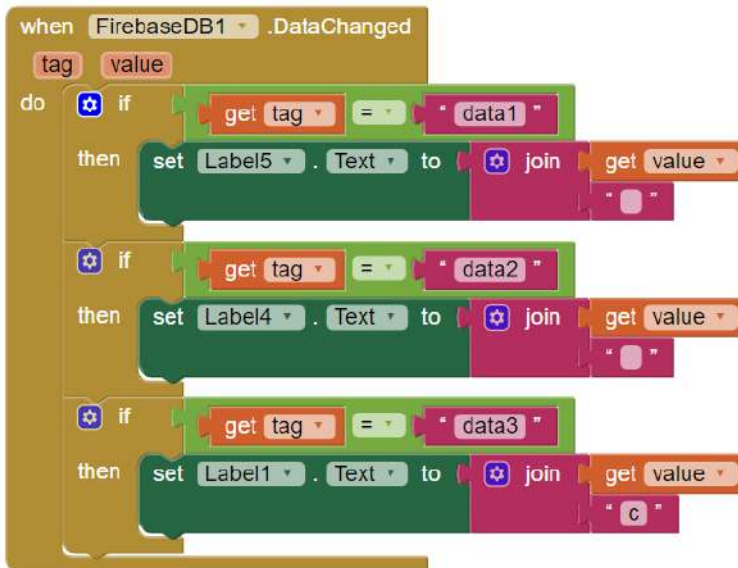 when FirebaseDB1 .DataChanged
tag value
do if get tag = " data1 "
then set Label5 . Text to join get value
" "
if get tag = " data2 "
then set Label4 . Text to join get value
" "
if get tag = " data3 "
then set Label1 . Text to join get value
" c "